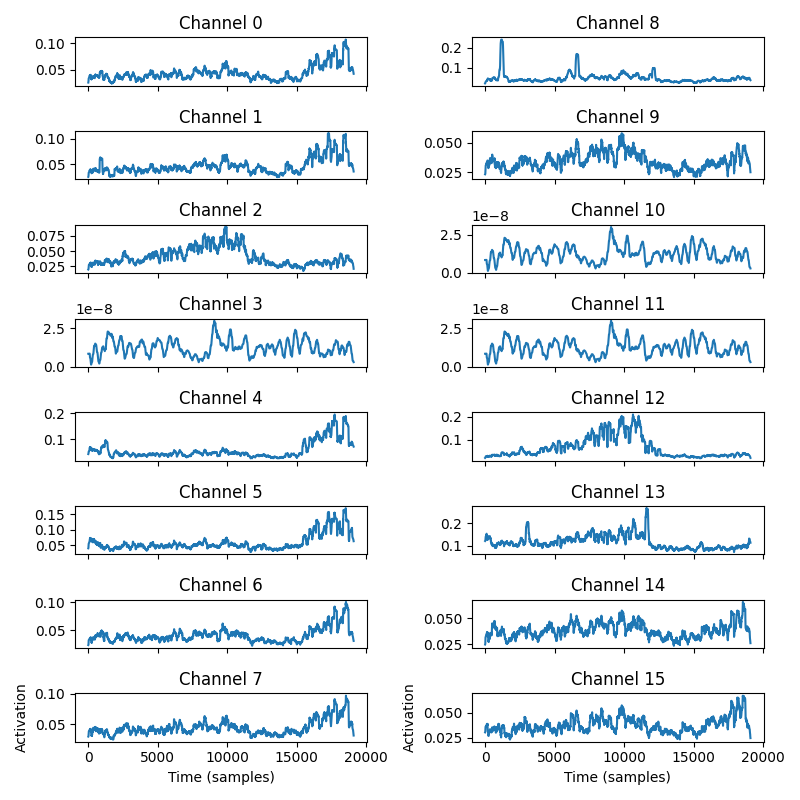 Channel 0
0.10
0.05
Channel 8
0.2
0.1
Channel 1
0.10
0.05
Channel 9
0.050
0.025
Channel 2
0.075
0.050
0.025
Channel 10
1e−8
2.5
0.0
Channel 3
1e−8
2.5
0.0
Channel 11
1e−8
2.5
0.0
Channel 4
0.2
0.1
Channel 12
0.2
0.1
Channel 5
0.15
0.10
0.05
Channel 13
0.2
0.1
Channel 6
0.10
0.05
Channel 14
0.050
0.025
Channel 7
0.10
0.05
Activation
0 5000 10000 15000 20000
Time (samples)
Channel 15
0.050
0.025
Activation
0 5000 10000 15000 20000
Time (samples)